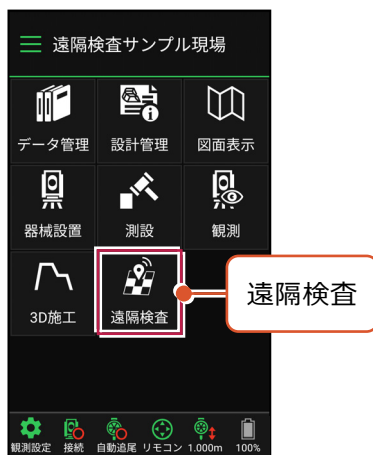 遠隔検査サンプル現場
データ管理 設計管理 図面表示
器械設置 測設 観測
3D施工 遠隔検査
遠隔検査
観測設定 接続 自動追尾 リモコン 1.000m 100%